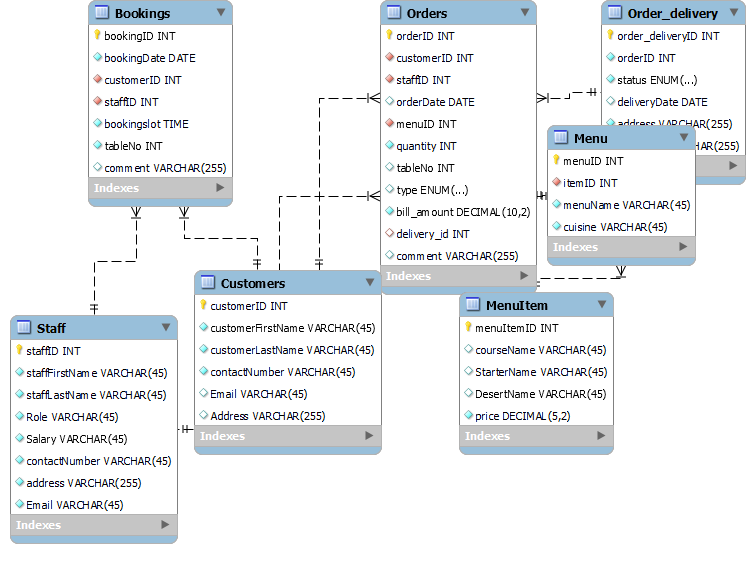 Bookings
bookingID INT
bookingDate DATE
customerID INT
staffID INT
bookingslot TIME
tableNo INT
comment VARCHAR(255)
Indexes
Orders
orderID INT
customerID INT
staffID INT
orderDate DATE
menuID INT
quantity INT
tableNo INT
type ENUM(...)
bill_amount DECIMAL(10,2)
delivery_id INT
comment VARCHAR(255)
Indexes
Order_delivery
order_deliveryID INT
orderID INT
status ENUM(...)
deliveryDate DATE
address VARCHAR(255)
CHAR(255)
Menu
menuID INT
itemID INT
menuName VARCHAR(45)
cuisine VARCHAR(45)
Indexes
Customers
customerID INT
customerFirstName VARCHAR(45)
customerLastName VARCHAR(45)
contactNumber VARCHAR(45)
Email VARCHAR(45)
Address VARCHAR(255)
Indexes
MenuItem
menuItemID INT
courseName VARCHAR(45)
StarterName VARCHAR(45)
DesertName VARCHAR(45)
price DECIMAL(5,2)
Indexes
Staff
staffID INT
staffFirstName VARCHAR(45)
staffLastName VARCHAR(45)
Role VARCHAR(45)
Salary VARCHAR(45)
contactNumber VARCHAR(45)
address VARCHAR(255)
Email VARCHAR(45)
Indexes